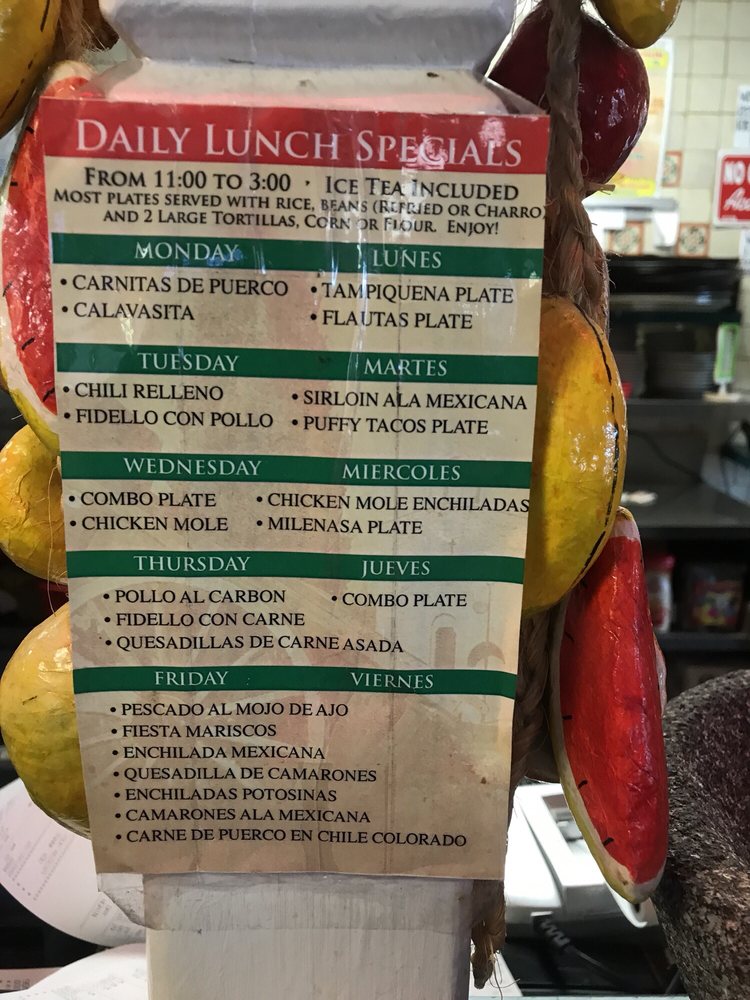 DAILY LUNCH SPECIALS
FROM 11:00 TO 3:00 · ICE TEA INCLUDED
MOST PLATES SERVED WITH RICE, BEANS (REFRIED OR CHARRO)
AND 2 LARGE TORTILLAS, CORN OR FLOUR. ENJOY!
MONDAY LUNES
• CARNITAS DE PUERCO • TAMPIQUENA PLATE
• CALAVASITA • FLAUTAS PLATE
TUESDAY MARTES
• CHILI RELLENO • SIRLOIN ALA MEXICANA
• FIDELLO CON POLLO • PUFFY TACOS PLATE
WEDNESDAY MIERCOLES
• COMBO PLATE • CHICKEN MOLE ENCHILADAS
• CHICKEN MOLE • MILENASA PLATE
THURSDAY JUEVES
• POLLO AL CARBON • COMBO PLATE
• FIDELLO CON CARNE
• QUESADILLAS DE CARNE ASADA
FRIDAY VIERNES
• PESCADO AL MOJO DE AJO
• FIESTA MARISCOS
• ENCHILADA MEXICANA
• QUESADILLA DE CAMARONES
• ENCHILADAS POTOSINAS
• CAMARONES ALA MEXICANA
• CARNE DE PUERCO EN CHILE COLORADO
NO